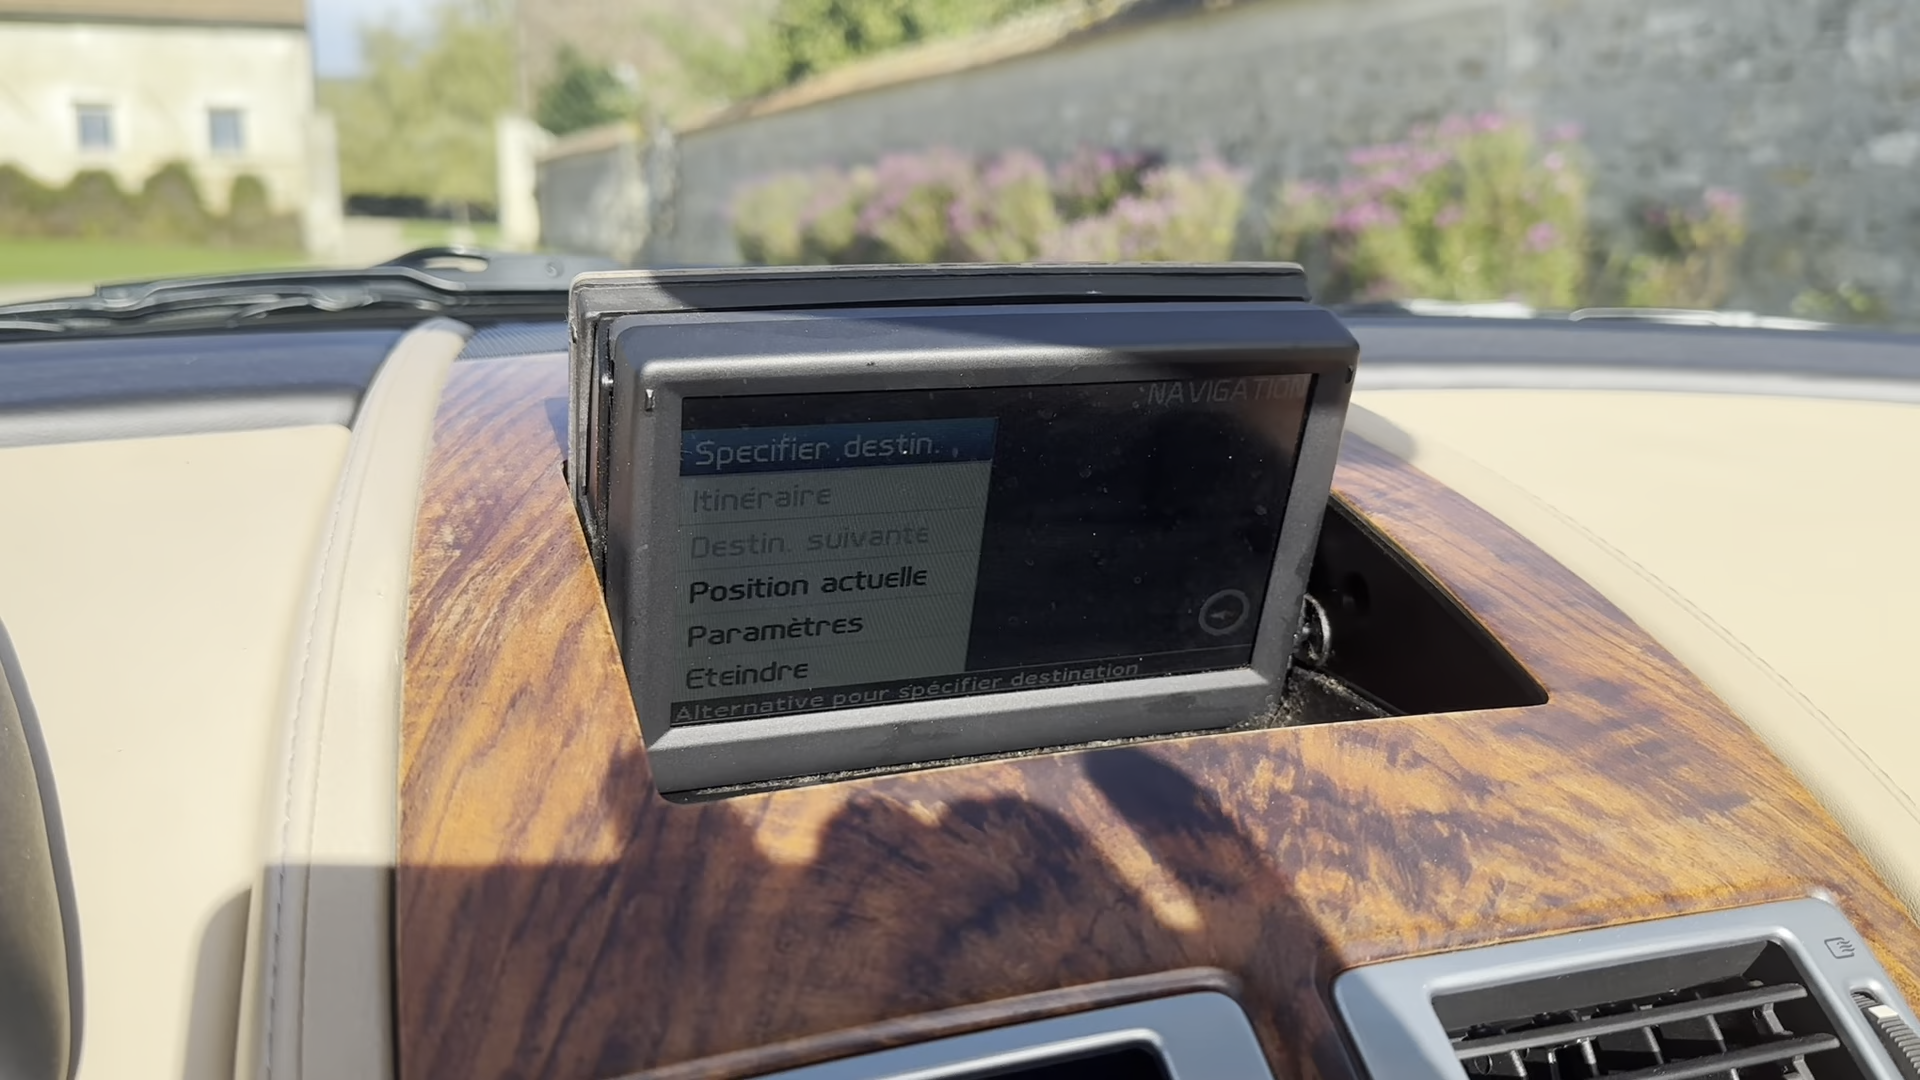 NAVIGATION
Specifier destin.
Itinéraire
Destin. suivante
Position actuelle
Paramètres
Eteindre
Alternative pour spécifier destination